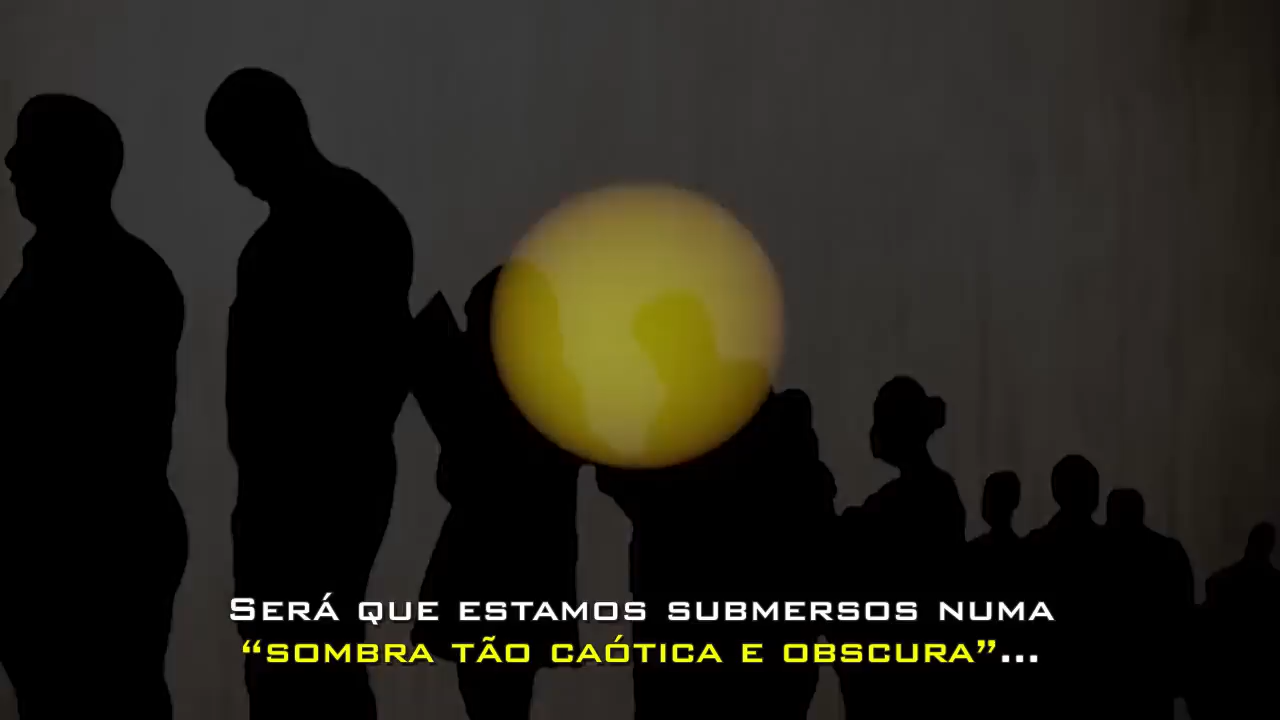 SERÁ QUE ESTAMOS SUBMERSOS NUMA
“SOMBRA TÃO CAÓTICA E OBSCURA”...